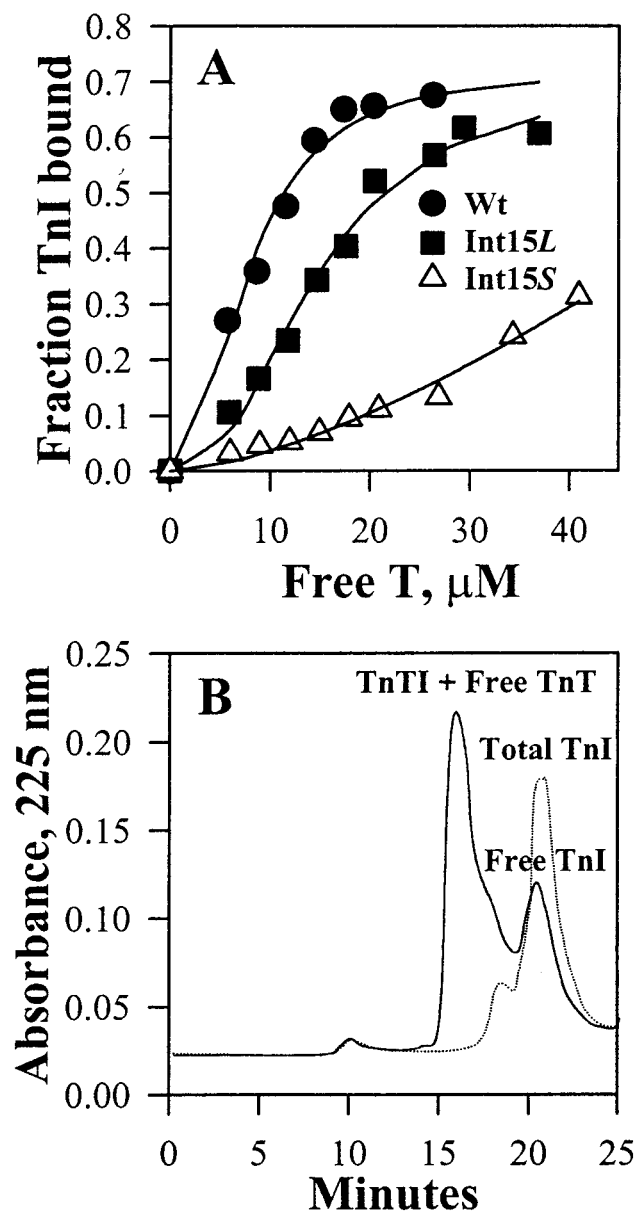 A
0.8
0.7
0.6
0.5
0.4
0.3
0.2
0.1
0.0
Fraction TnI bound
Wt
Int15L
Int15S
0 10 20 30 40
Free T, μM
B
0.25
0.20
0.15
0.10
0.05
0.00
Absorbance, 225 nm
TnTI + Free TnT
Total TnI
Free TnI
0 5 10 15 20 25
Minutes